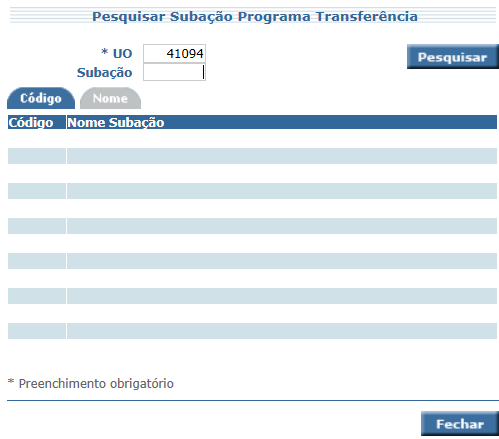 Pesquisar Subação Programa Transferência
* UO 41094
Pesquisar
Subação
Código Nome
Código Nome Subação
* Preenchimento obrigatório
Fechar